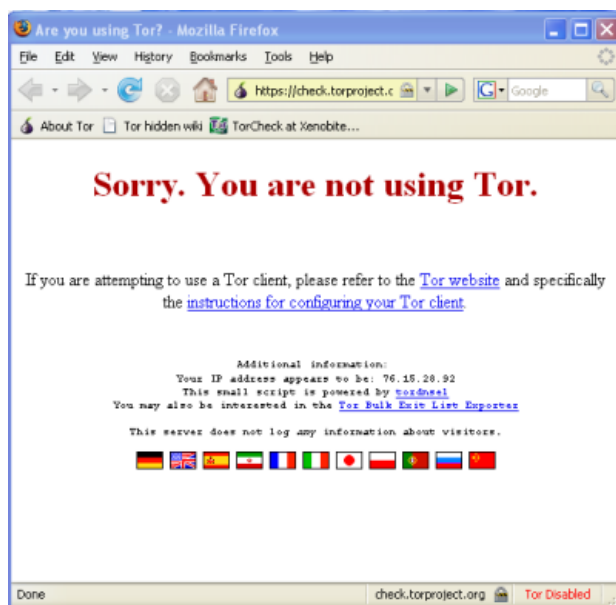 Are you using Tor? - Mozilla Firefox
File Edit View History Bookmarks Tools Help
https://check.torproject.c G Google
About Tor Tor hidden wiki TorCheck at Xenobite...
Sorry. You are not using Tor.
If you are attempting to use a Tor client, please refer to the Tor website and specifically
the instructions for configuring your Tor client.
Additional information:
Your IP address appears to be: 76.15.28.92
This small script is powered by tordnsel
You may also be interested in the Tor Bulk Exit List Exporter
This server does not log any information about visitors.
Done check.torproject.org Tor Disabled